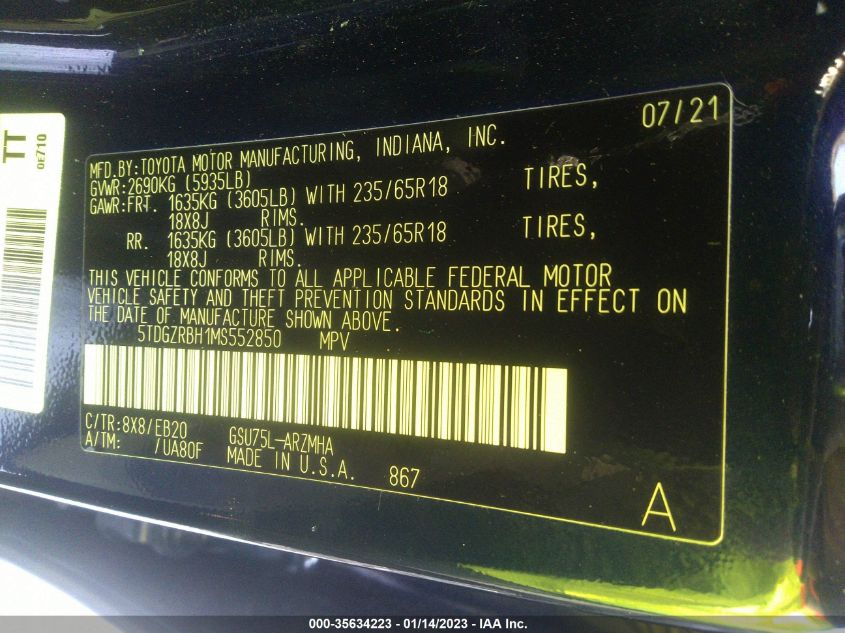 TT
0E710
07/21
MFD.BY:TOYOTA MOTOR MANUFACTURING, INDIANA, INC.
GVWR:2690KG (5935LB)
GAWR:FRT. 1635KG (3605LB) WITH 235/65R18 TIRES,
18X8J RIMS.
RR. 1635KG (3605LB) WITH 235/65R18 TIRES,
18X8J RIMS.
THIS VEHICLE CONFORMS TO ALL APPLICABLE FEDERAL MOTOR
VEHICLE SAFETY AND THEFT PREVENTION STANDARDS IN EFFECT ON
THE DATE OF MANUFACTURE SHOWN ABOVE.
5TDGZRBH1MS552850 MPV
C/TR:8X8/EB20 GSU75L-ARZMHA
A/TM: /UA80F MADE IN U.S.A. 867
A
000-35634223 - 01/14/2023 - IAA Inc.